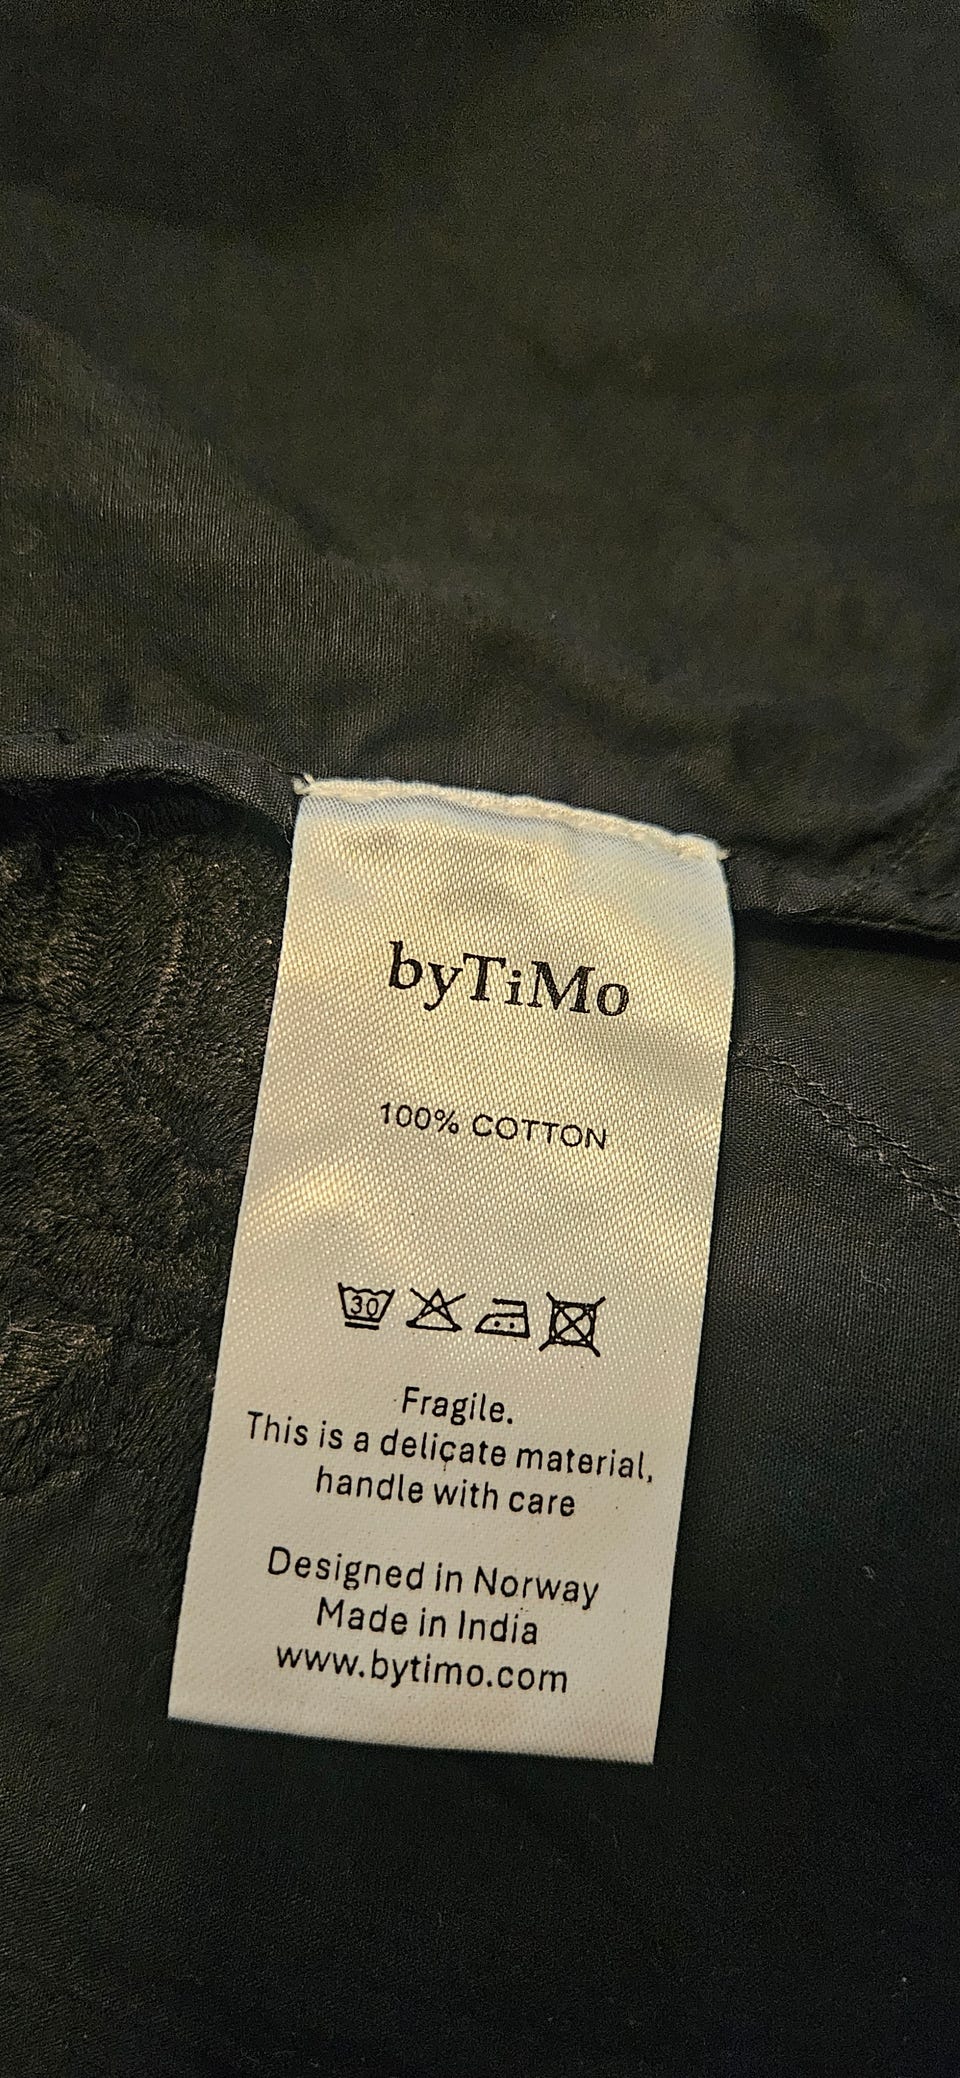 byTiMo
100% COTTON
30
Fragile.
This is a delicate material,
handle with care
Designed in Norway
Made in India
www.bytimo.com